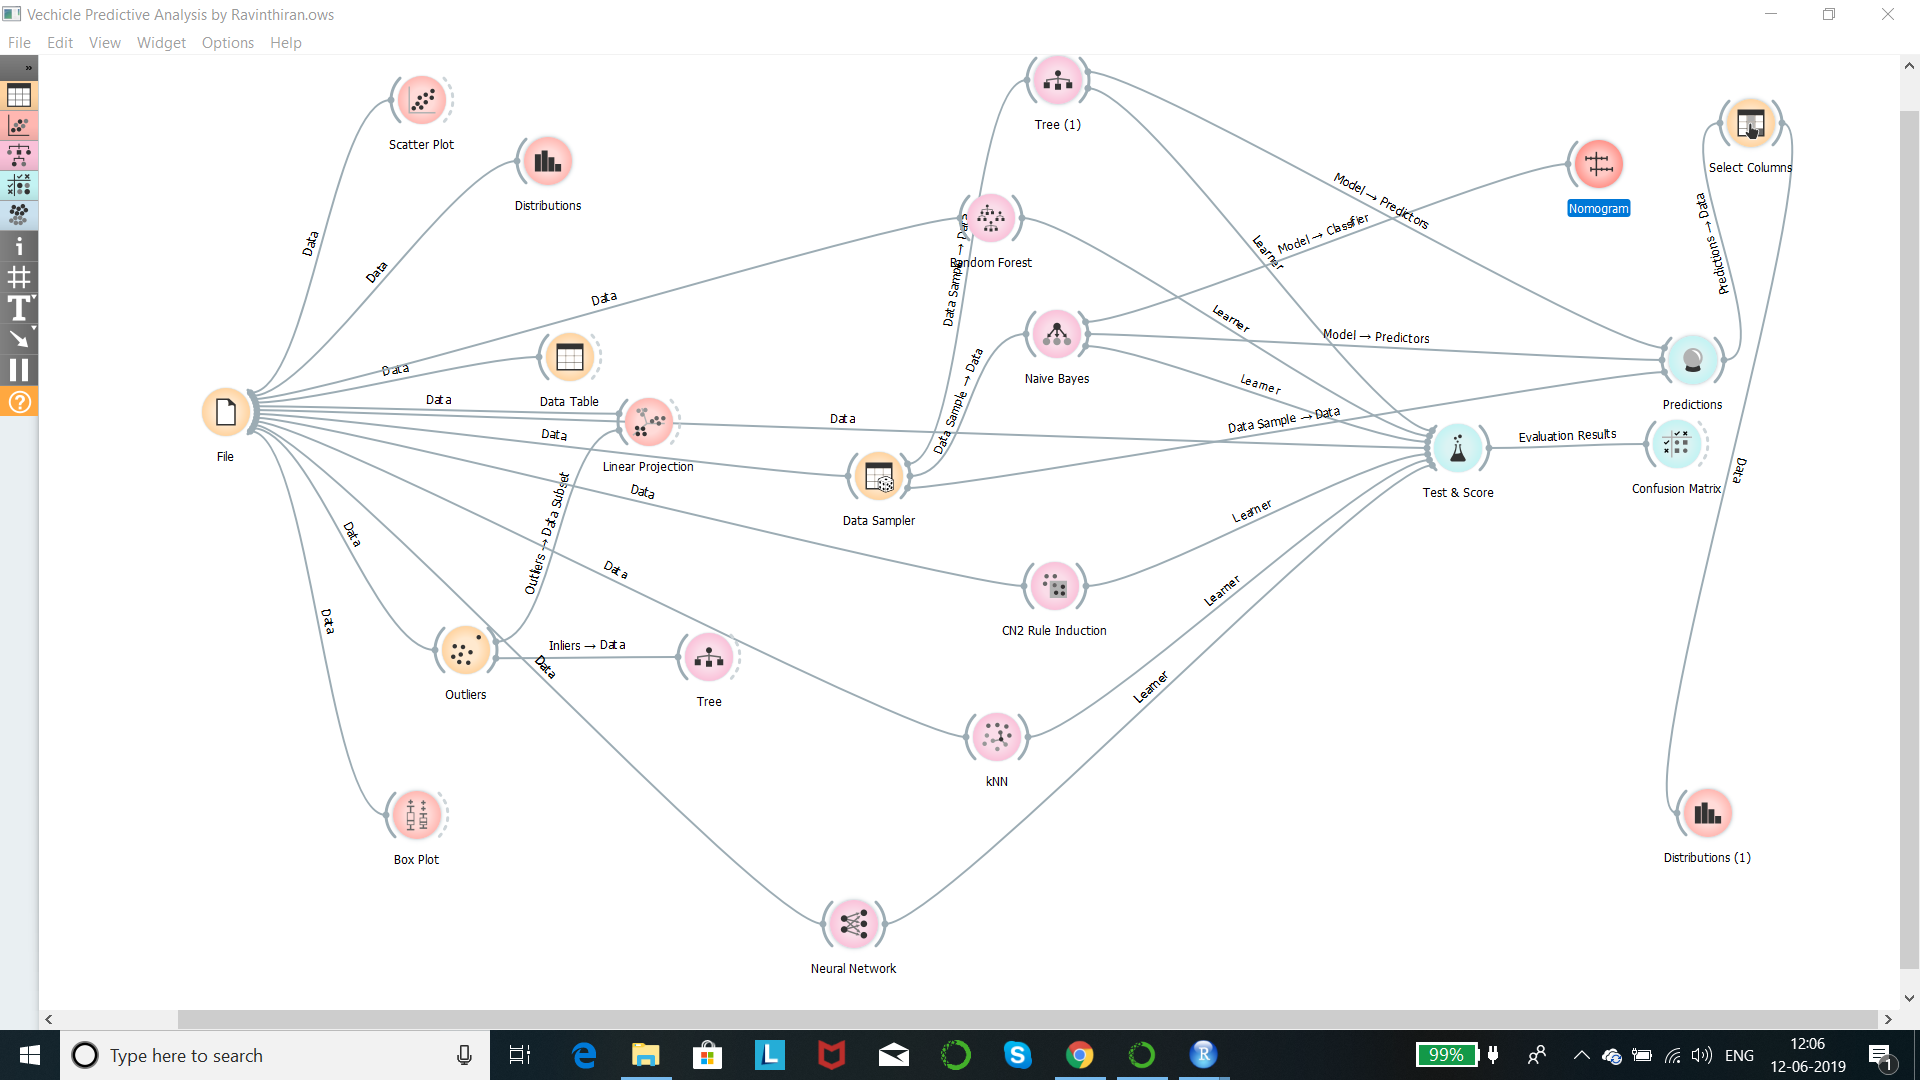 Vechicle Predictive Analysis by Ravinthiran.ows
File Edit View Widget Options Help
Tree (1)
Scatter Plot
Select Columns
Distributions
Nomogram
Model → Predictors
Model → Classifier
Learner
Predictions → Data
Data
Data
Random Forest
Data Sample → Data
Data
Learner
Model → Predictors
Naive Bayes
Data
Data Table
Learner
Predictions
Data
Data
Data Sample → Data
Data Sample → Data
Data
Evaluation Results
File
Linear Projection
Data
Data
Test & Score
Confusion Matrix
Data Sampler
Outliers → Data Subset
Data
Learner
Data
Learner
Data
CN2 Rule Induction
Inliers → Data
Data
Outliers
Tree
Learner
kNN
Box Plot
Distributions (1)
Neural Network
Type here to search
99%
ENG
12:06
12-06-2019
1